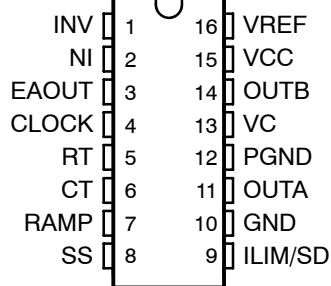 INV 1 16 VREF
NI 2 15 VCC
EAOUT 3 14 OUTB
CLOCK 4 13 VC
RT 5 12 PGND
CT 6 11 OUTA
RAMP 7 10 GND
SS 8 9 ILIM/SD